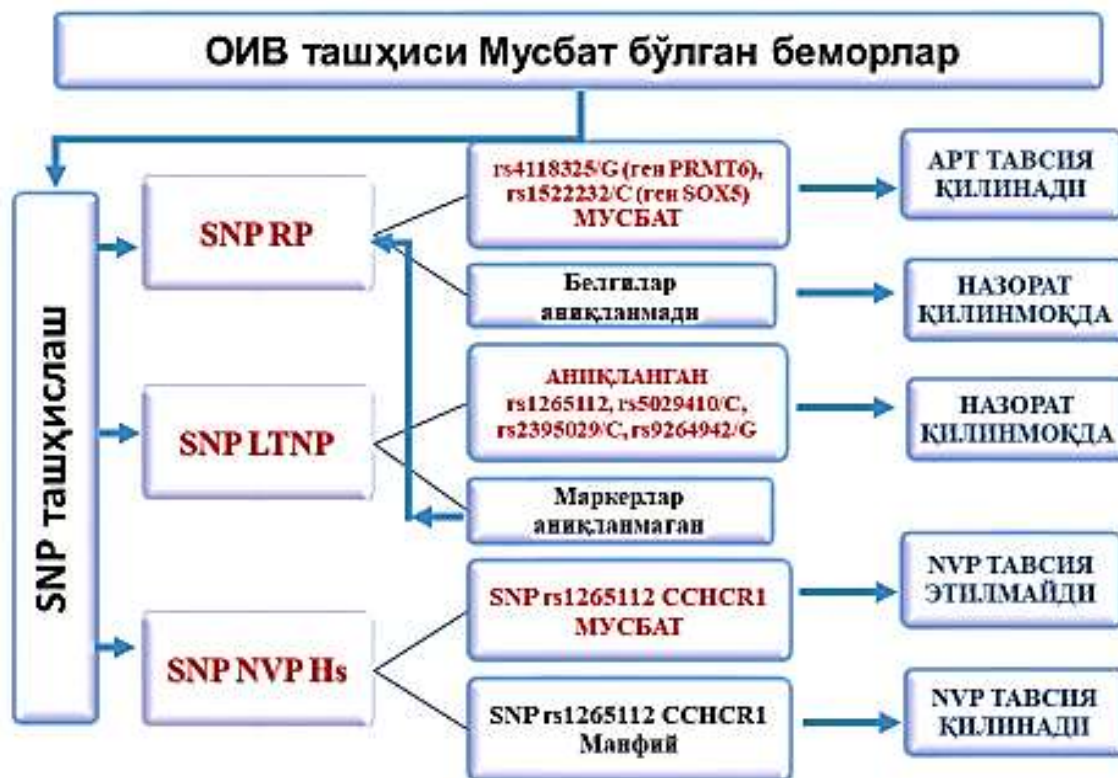 ОИВ ташҳиси Мусбат бўлган беморлар
SNP ташҳислаш
SNP RP
rs4118325/G (ген PRMT6),
rs1522232/C (ген SOX5)
МУСБАТ
АРТ ТАВСИЯ
ҚИЛИНАДИ
Белгилар
аниқланмади
НАЗОРАТ
ҚИЛИНМОҚДА
SNP LTNP
АНИҚЛАНГАН
rs1265112, rs5029410/C,
rs2395029/C, rs9264942/G
НАЗОРАТ
ҚИЛИНМОҚДА
Маркерлар
аниқланмаган
SNP NVP Hs
SNP rs1265112 CCHCR1
МУСБАТ
NVP ТАВСИЯ
ЭТИЛМАЙДИ
SNP rs1265112 CCHCR1
Манфий
NVP ТАВСИЯ
ҚИЛИНАДИ